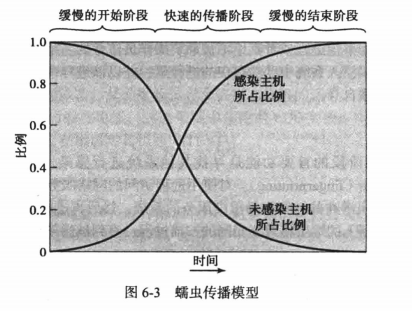 缓慢的开始阶段 快速的传播阶段 缓慢的结束阶段
1.0
0.8
0.6
0.4
0.2
0
比例
感染主机
所占比例
未感染主机
所占比例
时间
图 6-3 蠕虫传播模型